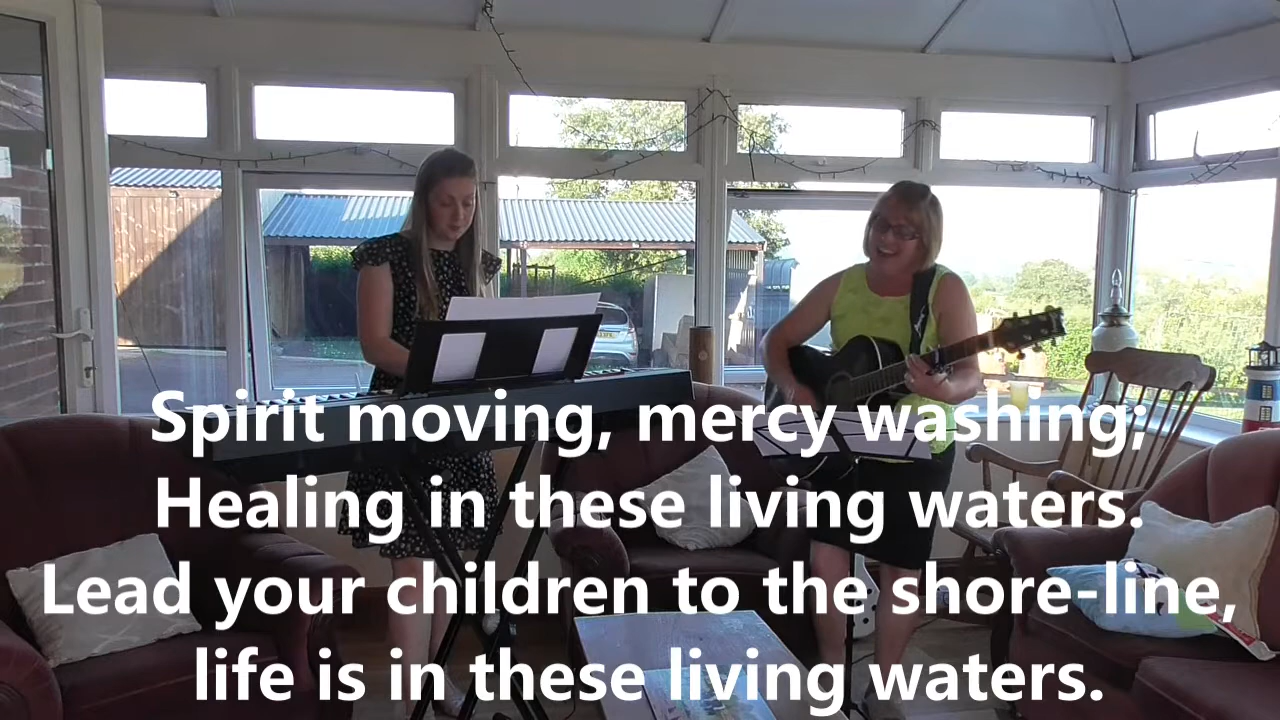 Spirit moving, mercy washing;
Healing in these living waters.
Lead your children to the shore-line,
life is in these living waters.